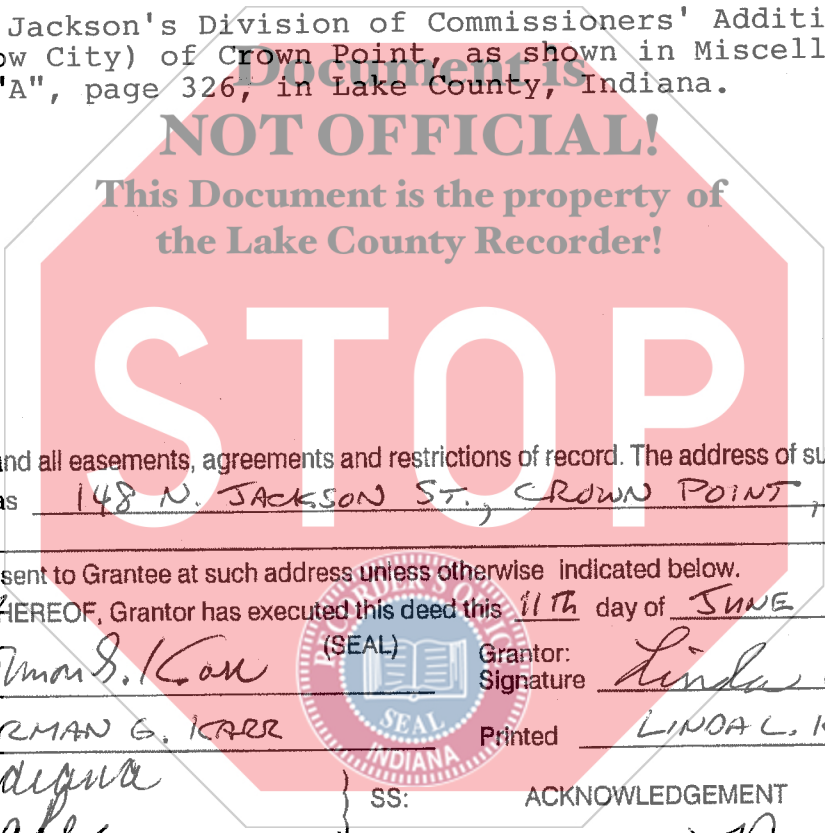 Jackson's Division of Commissioners' Additi
ow City) of Crown Point, as shown in Miscell
"A", page 326, in Lake County, Indiana.
Document is
NOT OFFICIAL!
This Document is the property of
the Lake County Recorder!
STOP
and all easements, agreements and restrictions of record. The address of su
as 148 N. JACKSON ST., CROWN POINT,
sent to Grantee at such address unless otherwise indicated below.
HEREOF, Grantor has executed this deed this 11th day of JUNE
(SEAL) Grantor:
Signature Linda
RMAN G. KARR Printed LINDA L. K
RECORDER'S OFFICE
SEAL
INDIANA
diana
SS: ACKNOWLEDGEMENT